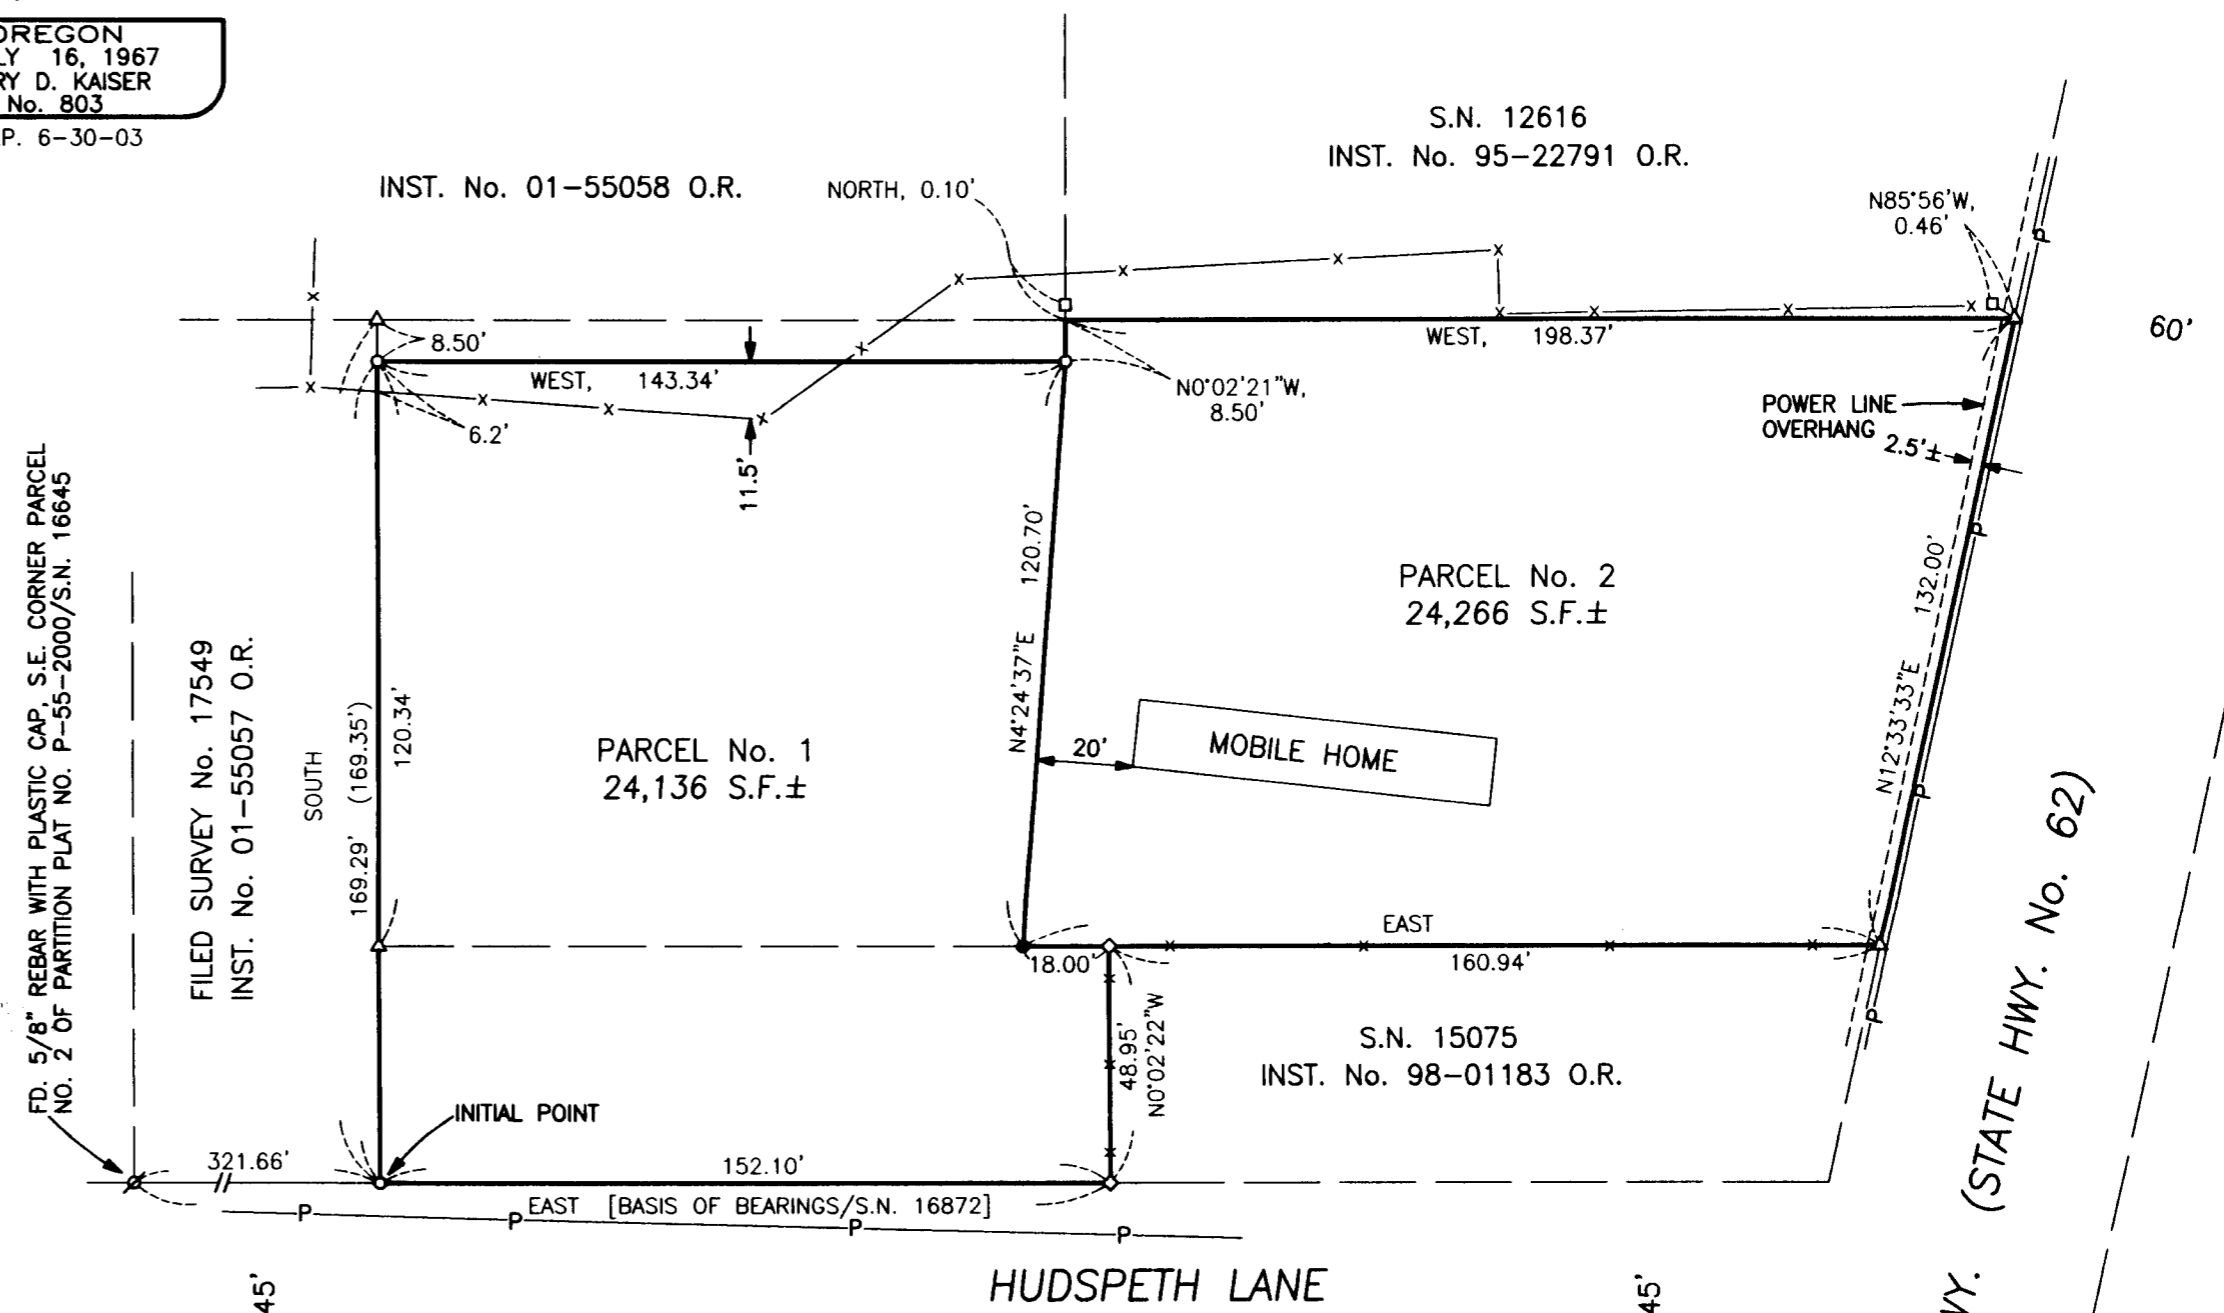 OREGON
LY 16, 1967
RY D. KAISER
No. 803
P. 6-30-03
S.N. 12616
INST. No. 95-22791 O.R.
INST. No. 01-55058 O.R.
NORTH, 0.10'
N85°56'W,
0.46'
8.50'
WEST, 143.34'
WEST, 198.37'
60'
N0°02'21"W,
8.50'
6.2'
11.5'
POWER LINE
OVERHANG
2.5'±
FD. 5/8" REBAR WITH PLASTIC CAP, S.E. CORNER PARCEL
NO. 2 OF PARTITION PLAT NO. P-55-2000/S.N. 16645
FILED SURVEY No. 17549
INST. No. 01-55057 O.R.
SOUTH
169.29' (169.35')
120.34'
PARCEL No. 1
24,136 S.F.±
N4°24'37"E 120.70'
PARCEL No. 2
24,266 S.F.±
20'
MOBILE HOME
N12°33'33"E 132.00'
P
P
P
P
EAST
18.00'
160.94'
48.95'
N0°02'22"W
S.N. 15075
INST. No. 98-01183 O.R.
INITIAL POINT
321.66'
152.10'
EAST [BASIS OF BEARINGS/S.N. 16872]
P
P
P
P
HUDSPETH LANE
45'
45'
WY. (STATE HWY. No. 62)